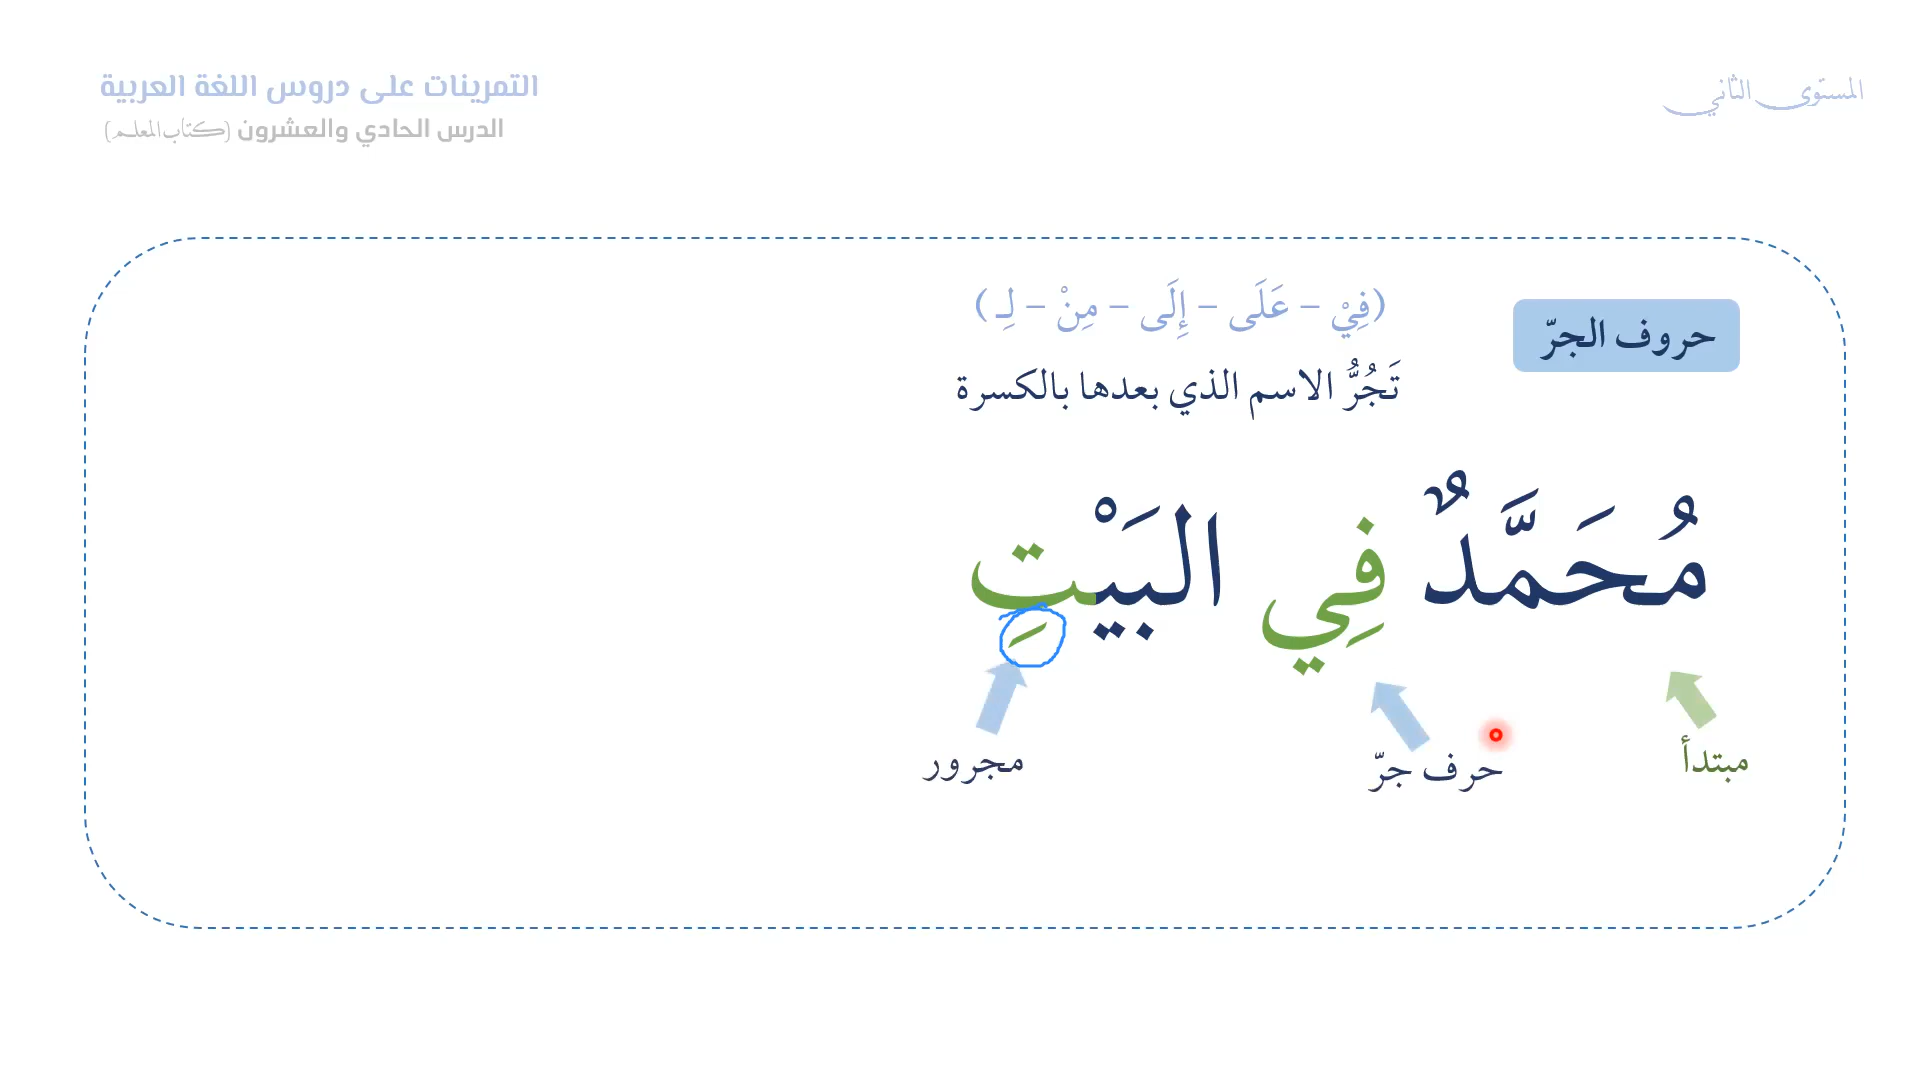 المستوى الثاني
التمرينات على دروس اللغة العربية
الدرس الحادي والعشرون (كتاب المعلم)
حروف الجرّ
(فِيْ – عَلَى – إِلَى – مِنْ – لِـ )
تَجُرُّ الاسم الذي بعدها بالكسرة
مُحَمَّدٌ فِي البَيْتِ
مبتدأ
حرف جرّ
مجرور